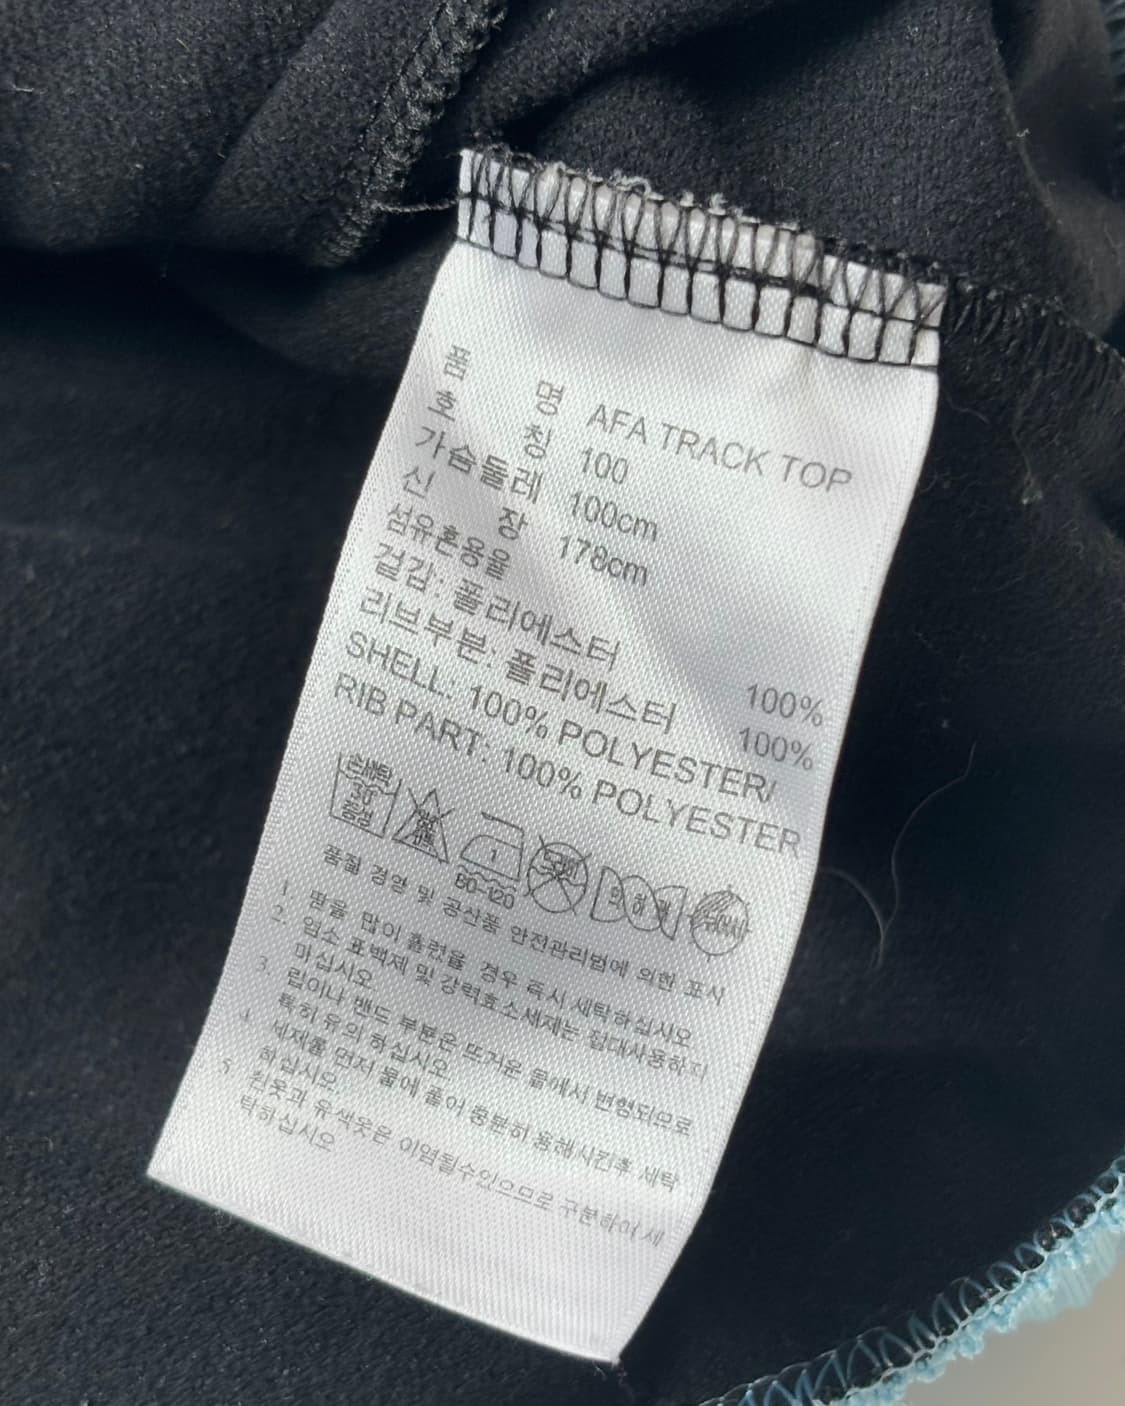 품 명 AFA TRACK TOP
호 칭 100
가슴둘레 100cm
신 장 178cm
섬유혼용율
겉감: 폴리에스터 100%
리브부분: 폴리에스터 100%
SHELL: 100% POLYESTER/
RIB PART: 100% POLYESTER
손세탁 중성
1 80~120
품질 경영 및 공산품 안전관리법에 의한 표시
1. 땀을 많이 흘렸을 경우 즉시 세탁하십시오
2. 염소 표백제 및 강력효소세제는 절대사용하지
마십시오
3. 립이나 밴드 부분은 뜨거운 물에서 변형되므로
특히 유의 하십시오
4. 세제를 먼저 물에 풀어 충분히 용해시킨후 세탁
하십시오
5. 흰옷과 유색옷은 이염될수있으므로 구분하여 세
탁하십시오